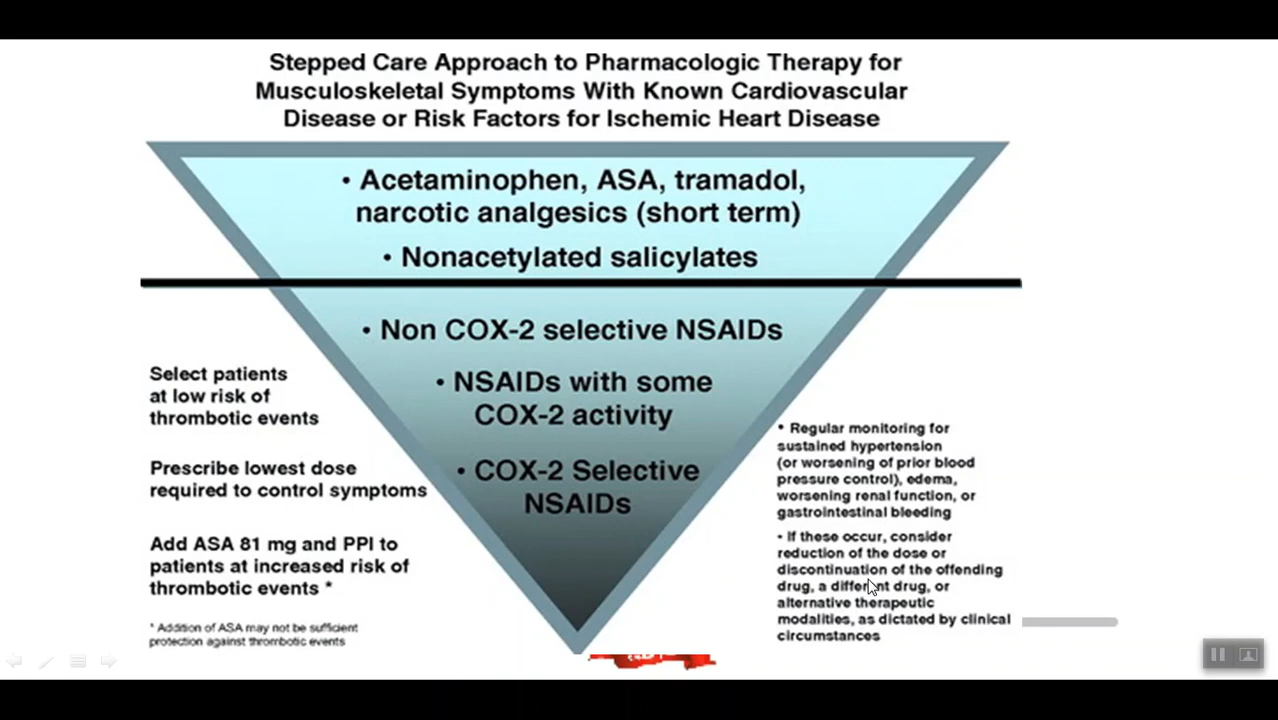 Stepped Care Approach to Pharmacologic Therapy for
Musculoskeletal Symptoms With Known Cardiovascular
Disease or Risk Factors for Ischemic Heart Disease
• Acetaminophen, ASA, tramadol,
narcotic analgesics (short term)
• Nonacetylated salicylates
• Non COX-2 selective NSAIDs
• NSAIDs with some
COX-2 activity
• COX-2 Selective
NSAIDs
Select patients
at low risk of
thrombotic events
Prescribe lowest dose
required to control symptoms
Add ASA 81 mg and PPI to
patients at increased risk of
thrombotic events *
* Addition of ASA may not be sufficient
protection against thrombotic events
• Regular monitoring for
sustained hypertension
(or worsening of prior blood
pressure control), edema,
worsening renal function, or
gastrointestinal bleeding
• If these occur, consider
reduction of the dose or
discontinuation of the offending
drug, a different drug, or
alternative therapeutic
modalities, as dictated by clinical
circumstances